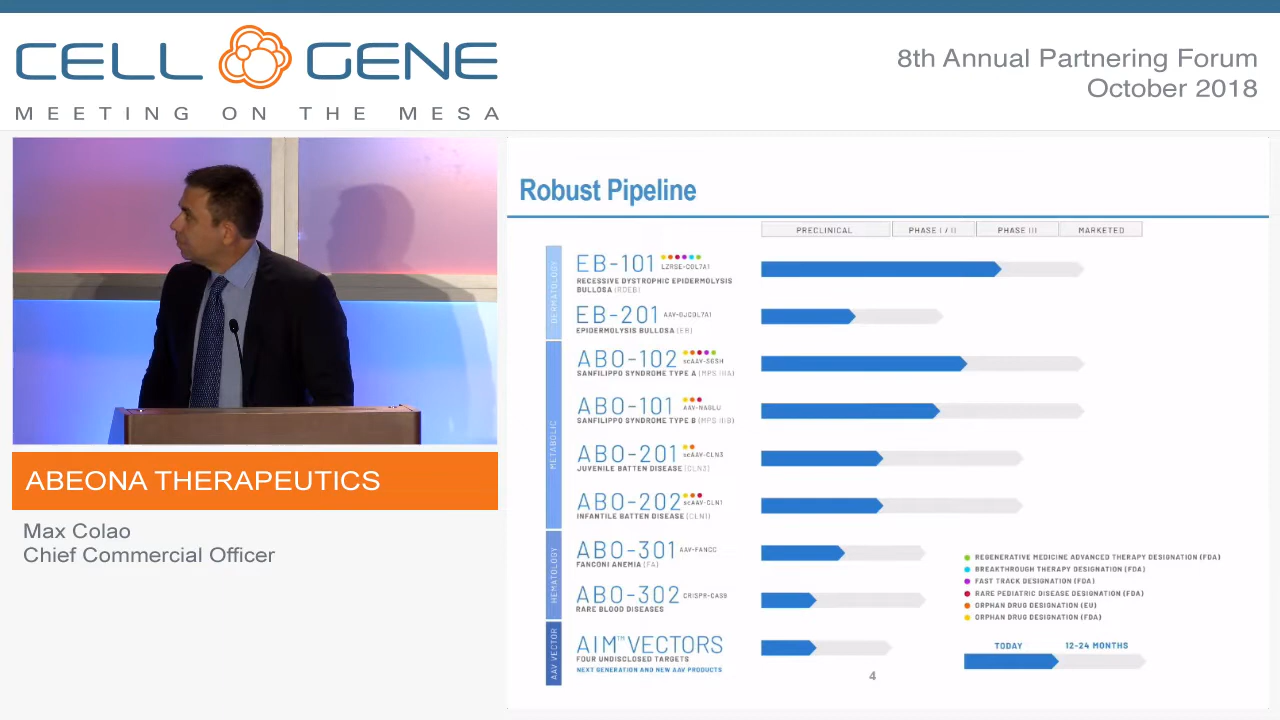 CELL GENE
MEETING ON THE MESA
8th Annual Partnering Forum
October 2018
Robust Pipeline
PRECLINICAL
PHASE I / II
PHASE III
MARKETED
DERMATOLOGY
EB-101 LZRSE-COL7A1
RECESSIVE DYSTROPHIC EPIDERMOLYSIS
BULLOSA (RDEB)
EB-201 AAV-DJCOL7A1
EPIDERMOLYSIS BULLOSA (EB)
METABOLIC
ABO-102 scAAV-SGSH
SANFILIPPO SYNDROME TYPE A (MPS IIIA)
ABO-101 AAV-NAGLU
SANFILIPPO SYNDROME TYPE B (MPS IIIB)
ABO-201 scAAV-CLN3
JUVENILE BATTEN DISEASE (CLN3)
ABO-202 scAAV-CLN1
INFANTILE BATTEN DISEASE (CLN1)
HEMATOLOGY
ABO-301 AAV-FANCC
FANCONI ANEMIA (FA)
ABO-302 CRISPR-CAS9
RARE BLOOD DISEASES
AAV VECTOR
AIM™ VECTORS
FOUR UNDISCLOSED TARGETS
NEXT GENERATION AND NEW AAV PRODUCTS
REGENERATIVE MEDICINE ADVANCED THERAPY DESIGNATION (FDA)
BREAKTHROUGH THERAPY DESIGNATION (FDA)
FAST TRACK DESIGNATION (FDA)
RARE PEDIATRIC DISEASE DESIGNATION (FDA)
ORPHAN DRUG DESIGNATION (EU)
ORPHAN DRUG DESIGNATION (FDA)
TODAY
12-24 MONTHS
4
ABEONA THERAPEUTICS
Max Colao
Chief Commercial Officer